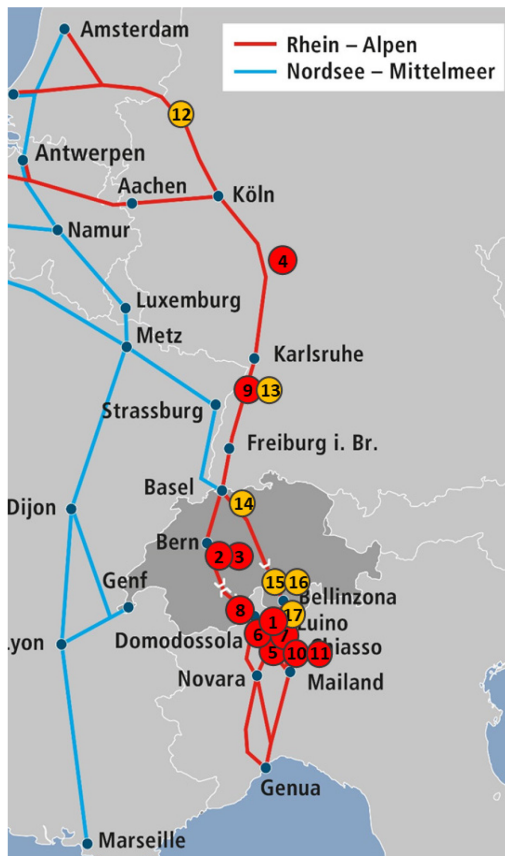 Amsterdam
Rhein – Alpen
Nordsee – Mittelmeer
12
Antwerpen
Aachen
Köln
Namur
4
Luxemburg
Metz
Karlsruhe
9 13
Strassburg
Freiburg i. Br.
Basel
14
Dijon
Bern
2 3
Genf
15 16
Bellinzona
8
1
17
Luino
Lyon
Domodossola
6
7
Chiasso
5
10 11
Novara
Mailand
Genua
Marseille